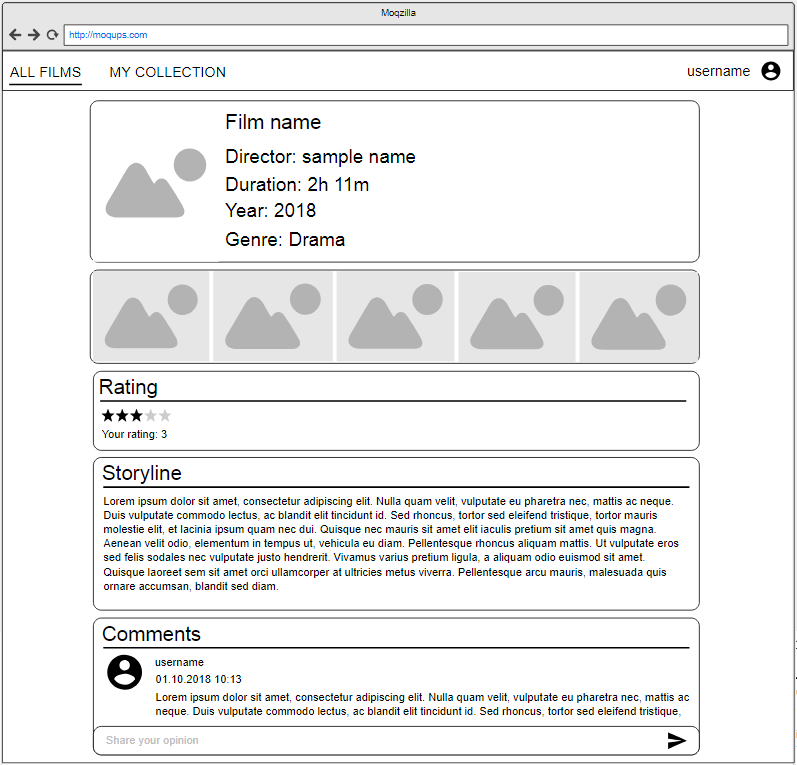 Moqzilla
http://moqups.com
ALL FILMS
MY COLLECTION
username
Film name
Director: sample name
Duration: 2h 11m
Year: 2018
Genre: Drama
Rating
Your rating: 3
Storyline
Lorem ipsum dolor sit amet, consectetur adipiscing elit. Nulla quam velit, vulputate eu pharetra nec, mattis ac neque.
Duis vulputate commodo lectus, ac blandit elit tincidunt id. Sed rhoncus, tortor sed eleifend tristique, tortor mauris
molestie elit, et lacinia ipsum quam nec dui. Quisque nec mauris sit amet elit iaculis pretium sit amet quis magna.
Aenean velit odio, elementum in tempus ut, vehicula eu diam. Pellentesque rhoncus aliquam mattis. Ut vulputate eros
sed felis sodales nec vulputate justo hendrerit. Vivamus varius pretium ligula, a aliquam odio euismod sit amet.
Quisque laoreet sem sit amet orci ullamcorper at ultricies metus viverra. Pellentesque arcu mauris, malesuada quis
ornare accumsan, blandit sed diam.
Comments
username
01.10.2018 10:13
Lorem ipsum dolor sit amet, consectetur adipiscing elit. Nulla quam velit, vulputate eu pharetra nec, mattis ac
neque. Duis vulputate commodo lectus, ac blandit elit tincidunt id. Sed rhoncus, tortor sed eleifend tristique,
Share your opinion